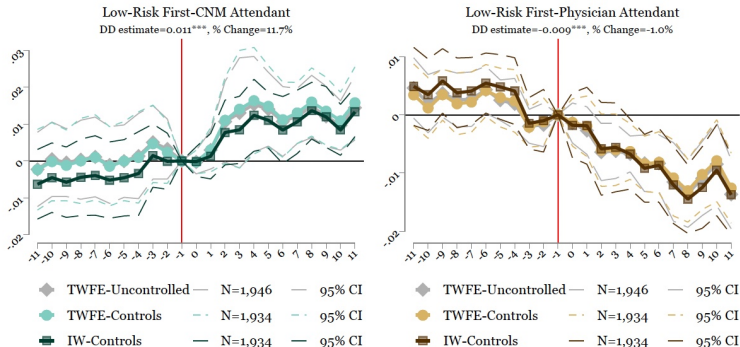 Low-Risk First-CNM Attendant
DD estimate=0.011***, % Change=11.7%
.03
.02
.01
0
-.01
-.02
-11 -10 -9 -8 -7 -6 -5 -4 -3 -2 -1 0 1 2 3 4 5 6 7 8 9 10 11
TWFE-Uncontrolled N=1,946 95% CI
TWFE-Controls N=1,934 95% CI
IW-Controls N=1,934 95% CI
Low-Risk First-Physician Attendant
DD estimate=-0.009***, % Change=-1.0%
.01
0
-.01
-.02
-11 -10 -9 -8 -7 -6 -5 -4 -3 -2 -1 0 1 2 3 4 5 6 7 8 9 10 11
TWFE-Uncontrolled N=1,946 95% CI
TWFE-Controls N=1,934 95% CI
IW-Controls N=1,934 95% CI